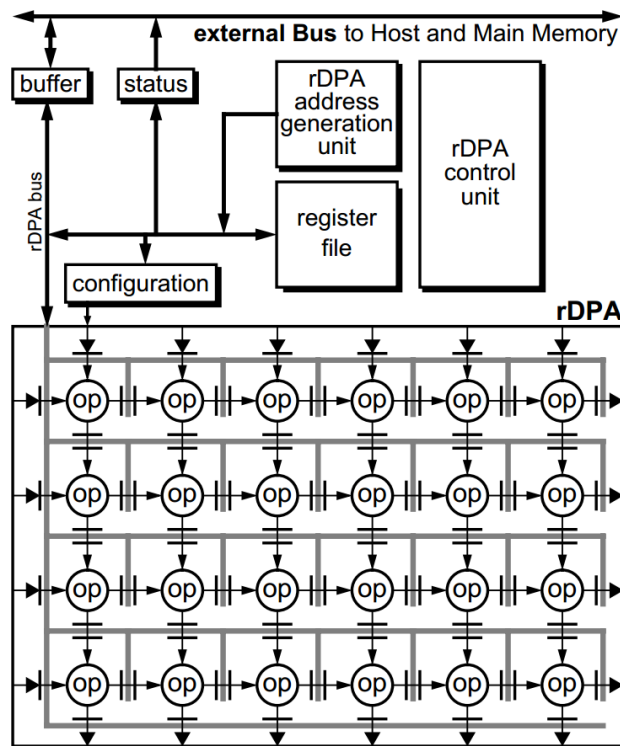 external Bus to Host and Main Memory
buffer
status
rDPA
address
generation
unit
rDPA
control
unit
rDPA bus
register
file
configuration
rDPA
op op op op op op
op op op op op op
op op op op op op
op op op op op op